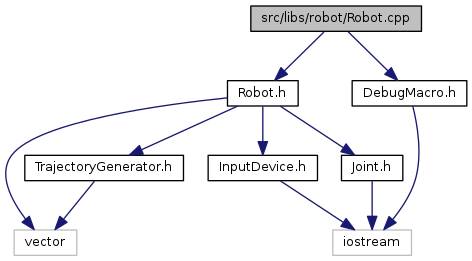 src/libs/robot/Robot.cpp
Robot.h
DebugMacro.h
TrajectoryGenerator.h
InputDevice.h
Joint.h
vector
iostream